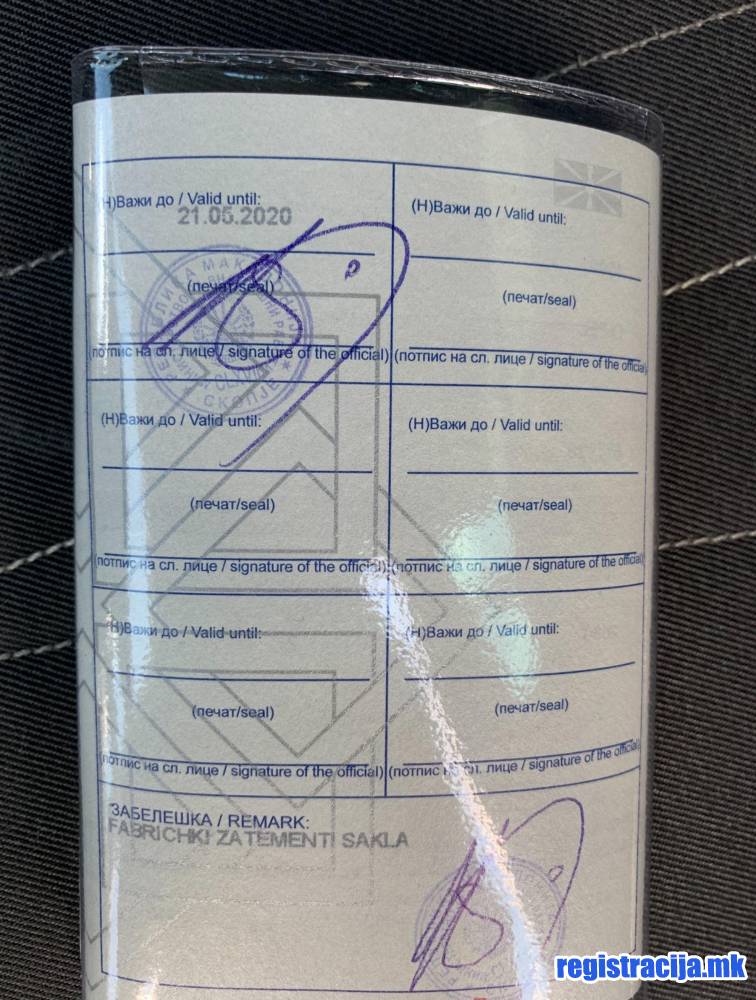 (H)Важи до / Valid until:
21.05.2020
(печат/seal)
(потпис на сл. лице / signature of the official)
(H)Важи до / Valid until:
(печат/seal)
(потпис на сл. лице / signature of the official)
(H)Важи до / Valid until:
(печат/seal)
(потпис на сл. лице / signature of the official)
(H)Важи до / Valid until:
(печат/seal)
(потпис на сл. лице / signature of the official)
(H)Важи до / Valid until:
(печат/seal)
(потпис на сл. лице / signature of the official)
(H)Важи до / Valid until:
(печат/seal)
(потпис на сл. лице / signature of the official)
ЗАБЕЛЕШКА / REMARK:
FABRICHKI ZATEMENTI SAKLA
СКОПЈЕ
registracija.mk